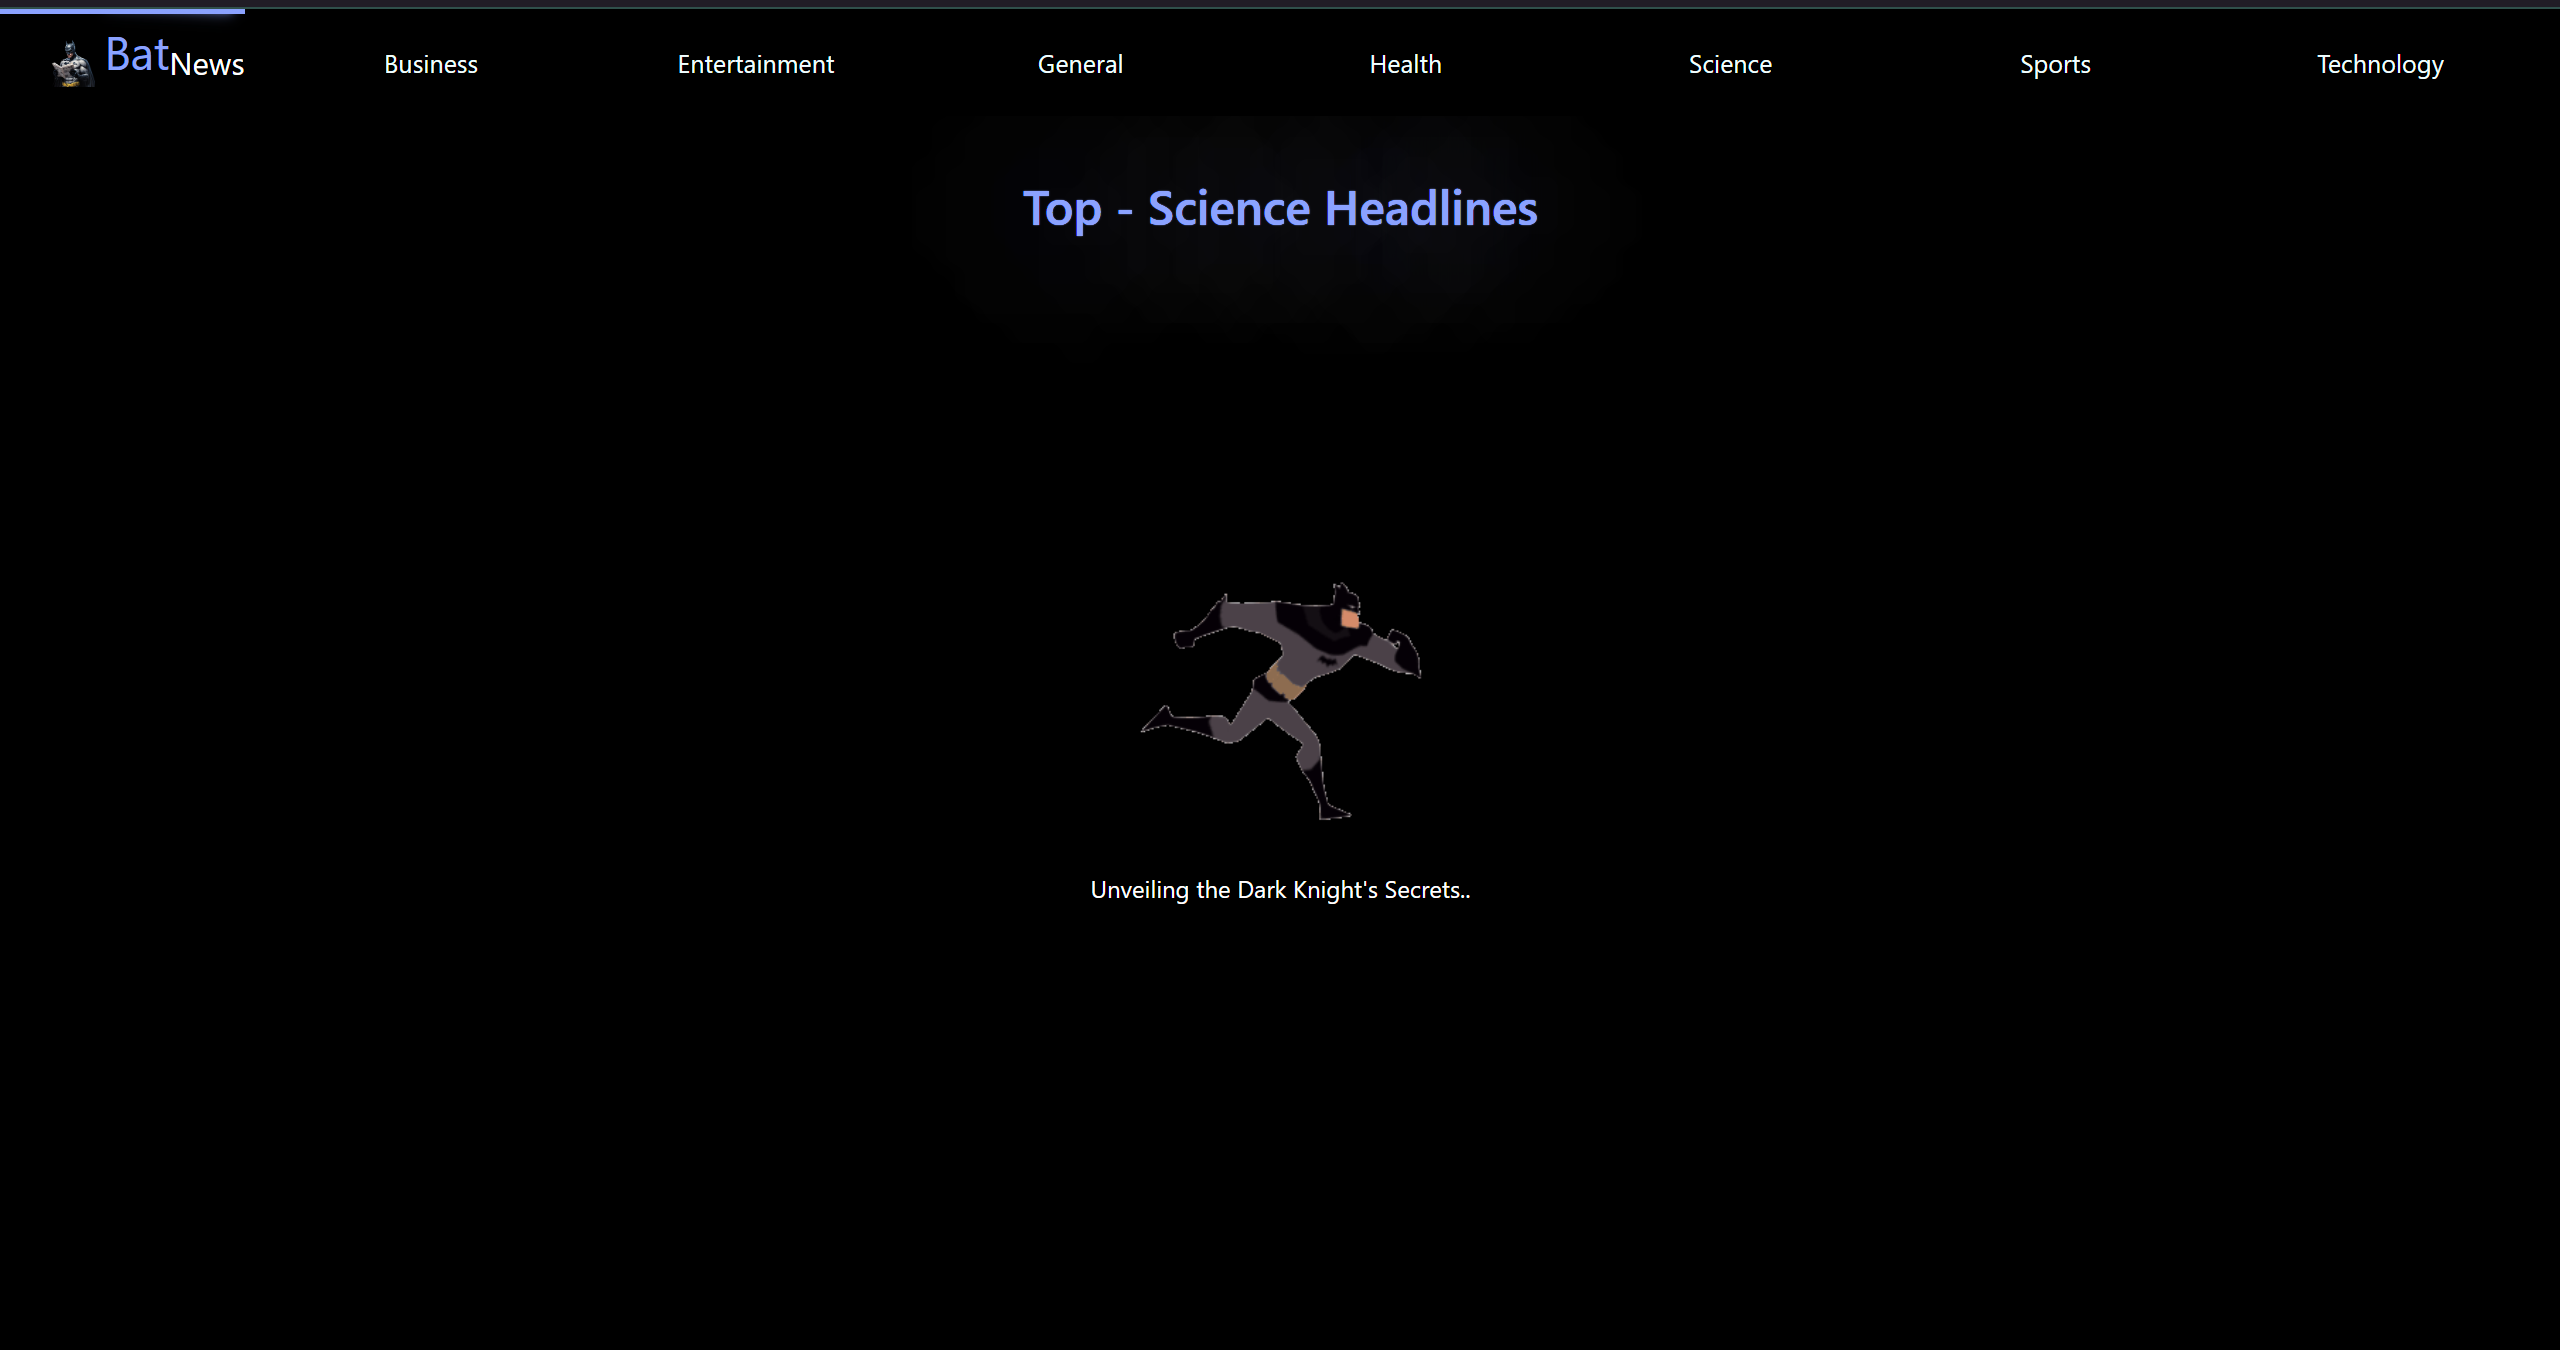 BatNews Business Entertainment General Health Science Sports Technology
Top - Science Headlines
Unveiling the Dark Knight's Secrets..